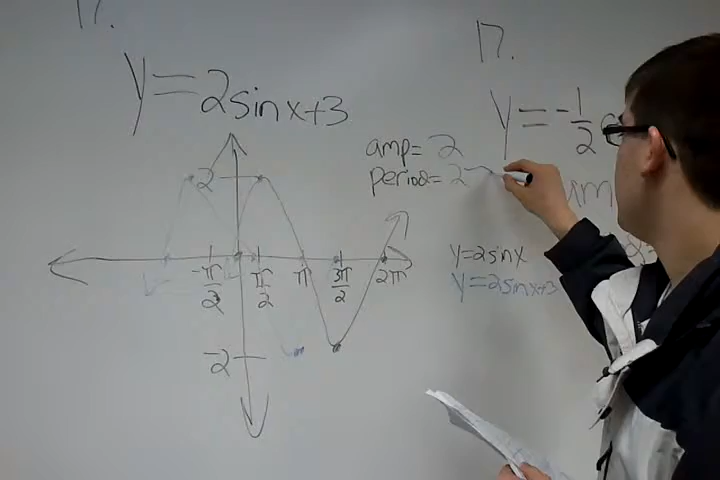 17.
y = 2sinx+3
amp= 2
period= 2
2
-π/2
π/2
π
3π/2
2π
-2
y=2sinx
y=2sinx+3
17.
y = -1/2